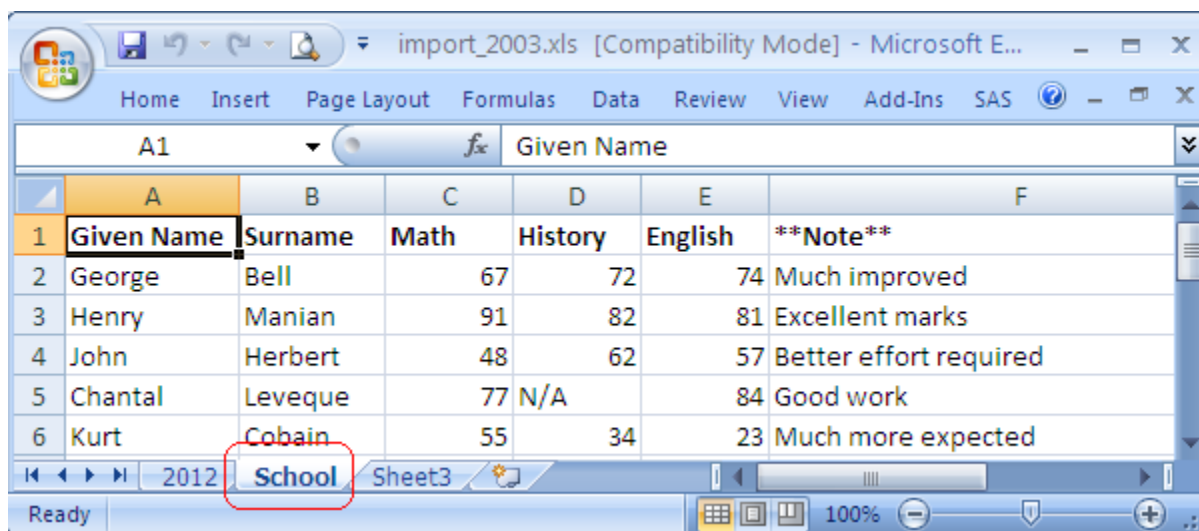 import_2003.xls [Compatibility Mode] - Microsoft E...
Home Insert Page Layout Formulas Data Review View Add-Ins SAS
A1 fx Given Name
A B C D E F
1 Given Name Surname Math History English **Note**
2 George Bell 67 72 74 Much improved
3 Henry Manian 91 82 81 Excellent marks
4 John Herbert 48 62 57 Better effort required
5 Chantal Leveque 77 N/A 84 Good work
6 Kurt Cobain 55 34 23 Much more expected
2012 School Sheet3
Ready 100%